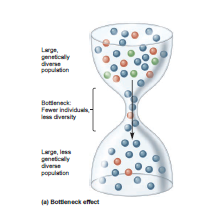 Large,
genetically
diverse
population
Bottleneck:
Fewer individuals,
less diversity
Large, less
genetically
diverse
population
(a) Bottleneck effect